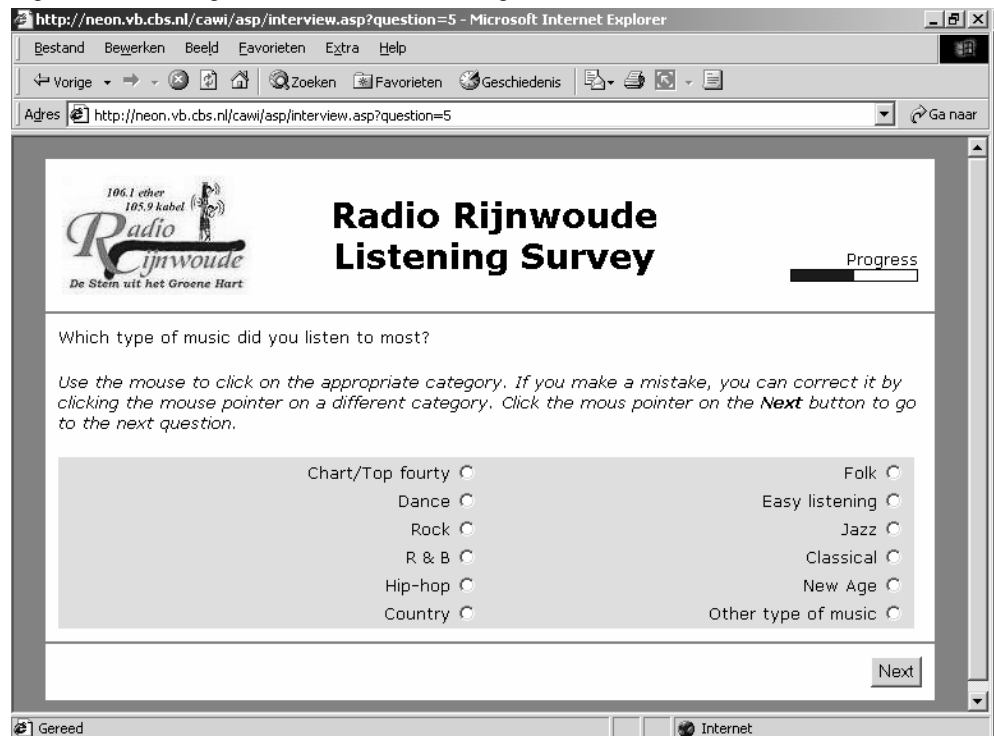 http://neon.vb.cbs.nl/cawi/asp/interview.asp?question=5 - Microsoft Internet Explorer
Bestand Bewerken Beeld Favorieten Extra Help
Vorige Zoeken Favorieten Geschiedenis
Adres http://neon.vb.cbs.nl/cawi/asp/interview.asp?question=5 Ga naar
106.1 ether
105.9 kabel
Radio
Rijnwoude
De Stem uit het Groene Hart
Radio Rijnwoude
Listening Survey
Progress
Which type of music did you listen to most?
Use the mouse to click on the appropriate category. If you make a mistake, you can correct it by
clicking the mouse pointer on a different category. Click the mous pointer on the Next button to go
to the next question.
Chart/Top fourty Folk
Dance Easy listening
Rock Jazz
R & B Classical
Hip-hop New Age
Country Other type of music
Next
Gereed Internet